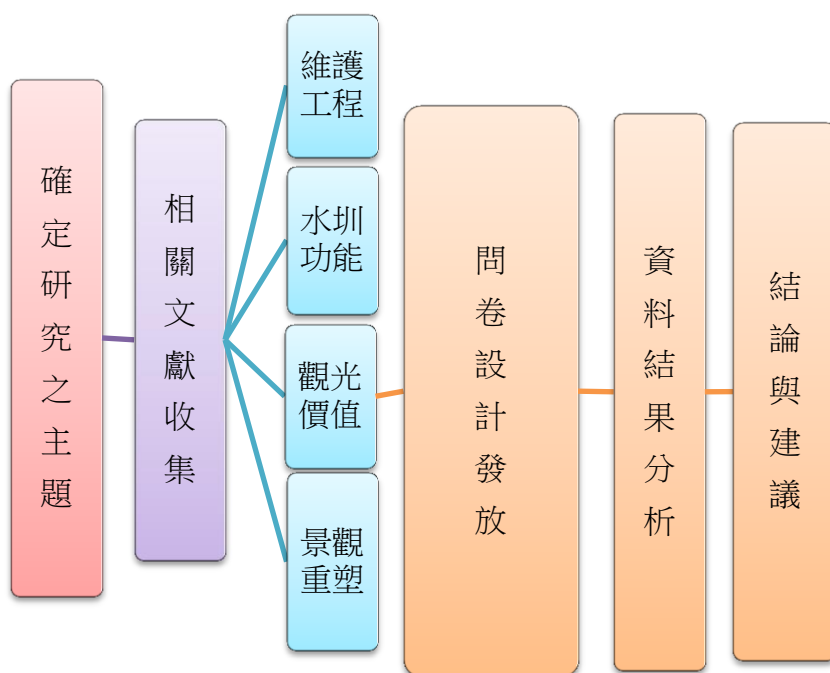 確定研究之主題
相關文獻收集
維護
工程
水圳
功能
觀光
價值
景觀
重塑
問卷設計發放
資料結果分析
結論與建議